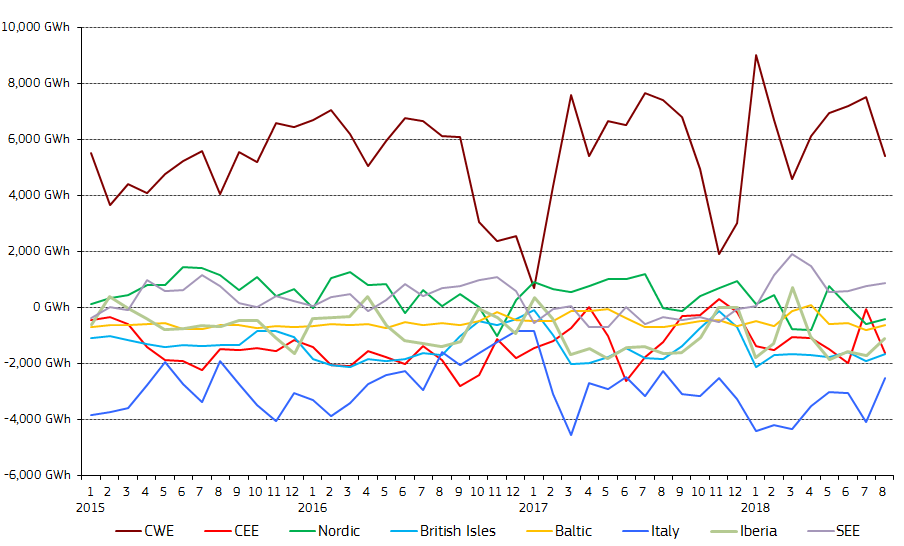 10,000 GWh
8,000 GWh
6,000 GWh
4,000 GWh
2,000 GWh
0 GWh
-2,000 GWh
-4,000 GWh
-6,000 GWh
1 2 3 4 5 6 7 8 9 10 11 12 1 2 3 4 5 6 7 8 9 10 11 12 1 2 3 4 5 6 7 8 9 10 11 12 1 2 3 4 5 6 7 8
2015 2016 2017 2018
CWE CEE Nordic British Isles Baltic Italy Iberia SEE